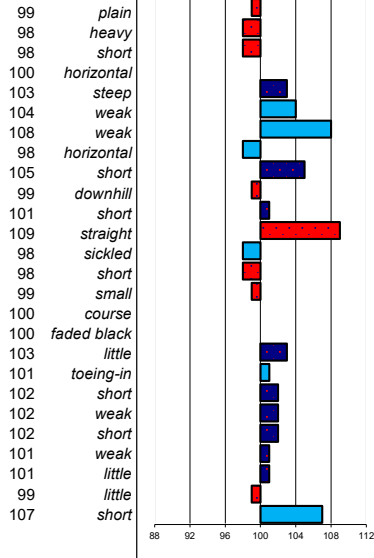 99 plain
98 heavy
98 short
100 horizontal
103 steep
104 weak
108 weak
98 horizontal
105 short
99 downhill
101 short
109 straight
98 sickled
98 short
99 small
100 course
100 faded black
103 little
101 toeing-in
102 short
102 weak
102 short
101 weak
101 little
99 little
107 short
88 92 96 100 104 108 112